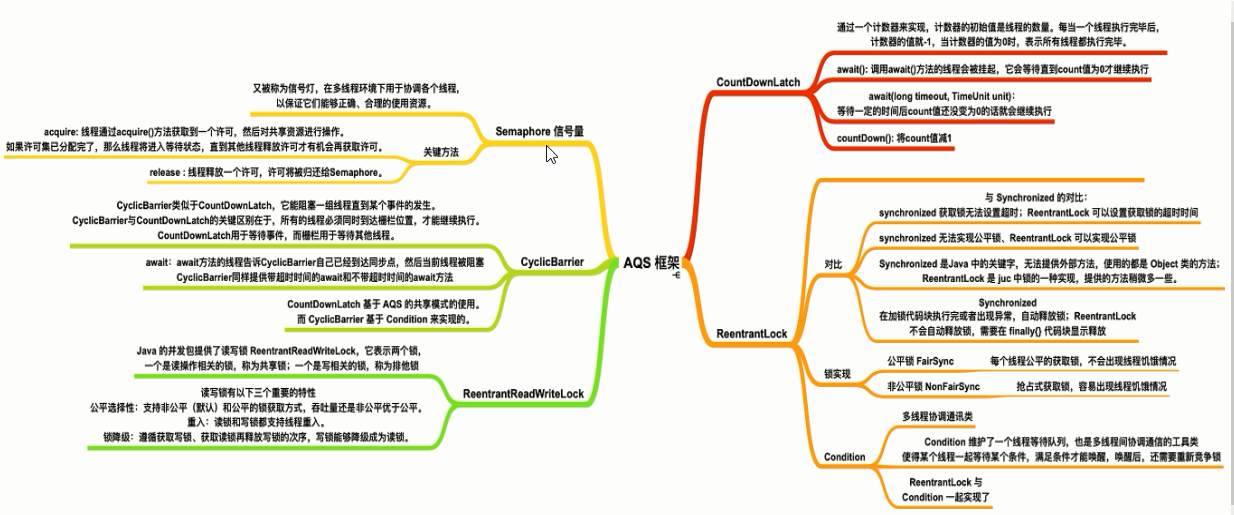 AQS 框架
CountDownLatch
通过一个计数器来实现，计数器的初始值是线程的数量。每当一个线程执行完毕后，
计数器的值就-1，当计数器的值为0时，表示所有线程都执行完毕。
await(): 调用await()方法的线程会被挂起，它会等待直到count值为0才继续执行
await(long timeout, TimeUnit unit)：
等待一定的时间后count值还没变为0的话就会继续执行
countDown(): 将count值减1
ReentrantLock
对比
与 Synchronized 的对比：
synchronized 获取锁无法设置超时；ReentrantLock 可以设置获取锁的超时时间
synchronized 无法实现公平锁、ReentrantLock 可以实现公平锁
Synchronized 是Java 中的关键字，无法提供外部方法，使用的都是 Object 类的方法；
ReentrantLock 是 juc 中锁的一种实现，提供的方法稍微多一些。
Synchronized
在加锁代码块执行完或者出现异常，自动释放锁；ReentrantLock
不会自动释放锁，需要在 finally{} 代码块显示释放
锁实现
公平锁 FairSync
每个线程公平的获取锁，不会出现线程饥饿情况
非公平锁 NonFairSync
抢占式获取锁，容易出现线程饥饿情况
Condition
多线程协调通讯类
Condition 维护了一个线程等待队列，也是多线程间协调通信的工具类
使得某个线程一起等待某个条件，满足条件才能唤醒，唤醒后，还需要重新竞争锁
ReentrantLock 与
Condition 一起实现了
Semaphore 信号量
又被称为信号灯，在多线程环境下用于协调各个线程，
以保证它们能够正确、合理的使用资源。
关键方法
acquire: 线程通过acquire()方法获取到一个许可，然后对共享资源进行操作。
如果许可集已分配完了，那么线程将进入等待状态，直到其他线程释放许可才有机会再获取许可。
release : 线程释放一个许可，许可将被归还给Semaphore。
CyclicBarrier
CyclicBarrier类似于CountDownLatch，它能阻塞一组线程直到某个事件的发生。
CyclicBarrier与CountDownLatch的关键区别在于，所有的线程必须同时到达栅栏位置，才能继续执行。
CountDownLatch用于等待事件，而栅栏用于等待其他线程。
await：await方法的线程告诉CyclicBarrier自己已经到达同步点，然后当前线程被阻塞
CyclicBarrier同样提供带超时时间的await和不带超时时间的await方法
CountDownLatch 基于 AQS 的共享模式的使用。
而 CyclicBarrier 基于 Condition 来实现的。
ReentrantReadWriteLock
Java 的并发包提供了读写锁 ReentrantReadWriteLock，它表示两个锁，
一个是读操作相关的锁，称为共享锁；一个是写相关的锁，称为排他锁
读写锁有以下三个重要的特性
公平选择性：支持非公平（默认）和公平的锁获取方式，吞吐量还是非公平优于公平。
重入：读锁和写锁都支持线程重入。
锁降级：遵循获取写锁、获取读锁再释放写锁的次序，写锁能够降级成为读锁。